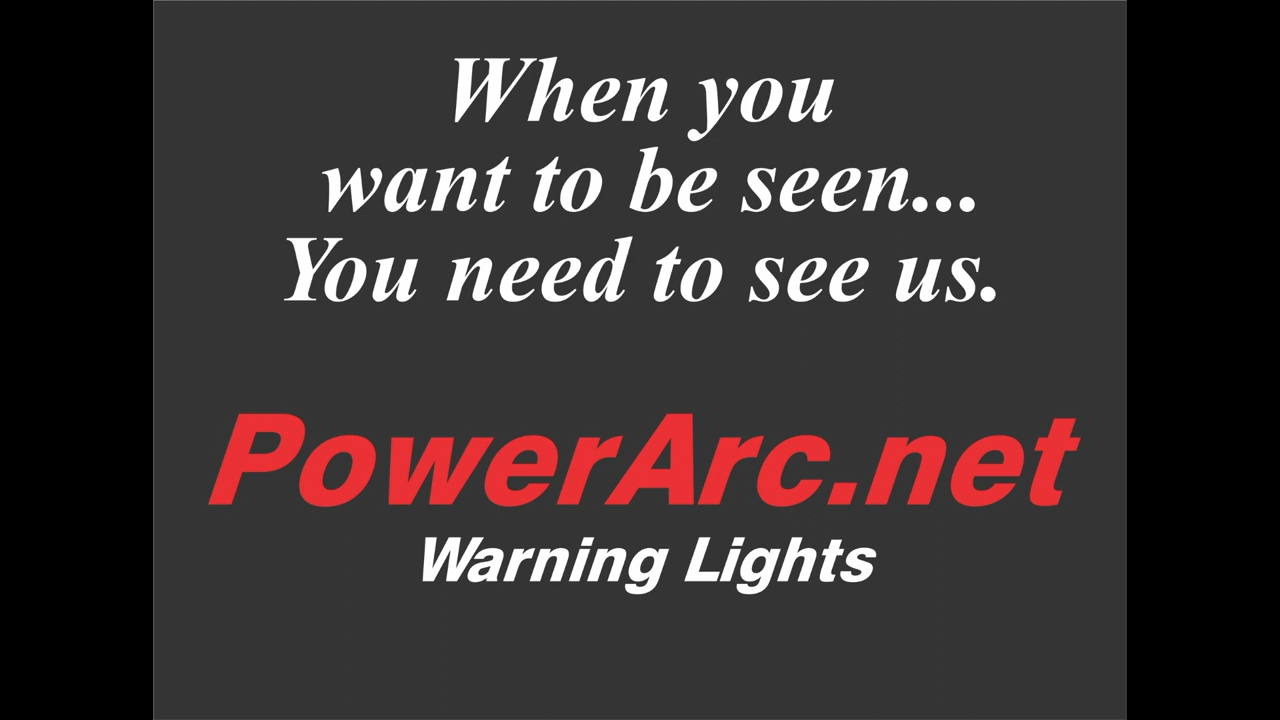 When you
want to be seen...
You need to see us.
PowerArc.net
Warning Lights